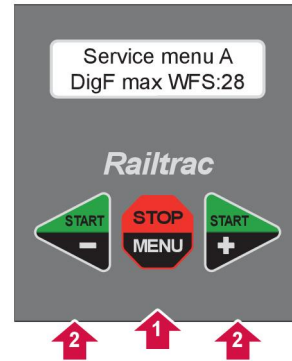 Service menu A
DigF max WFS:28
Railtrac
START
STOP
START
-
MENU
+
2
1
2